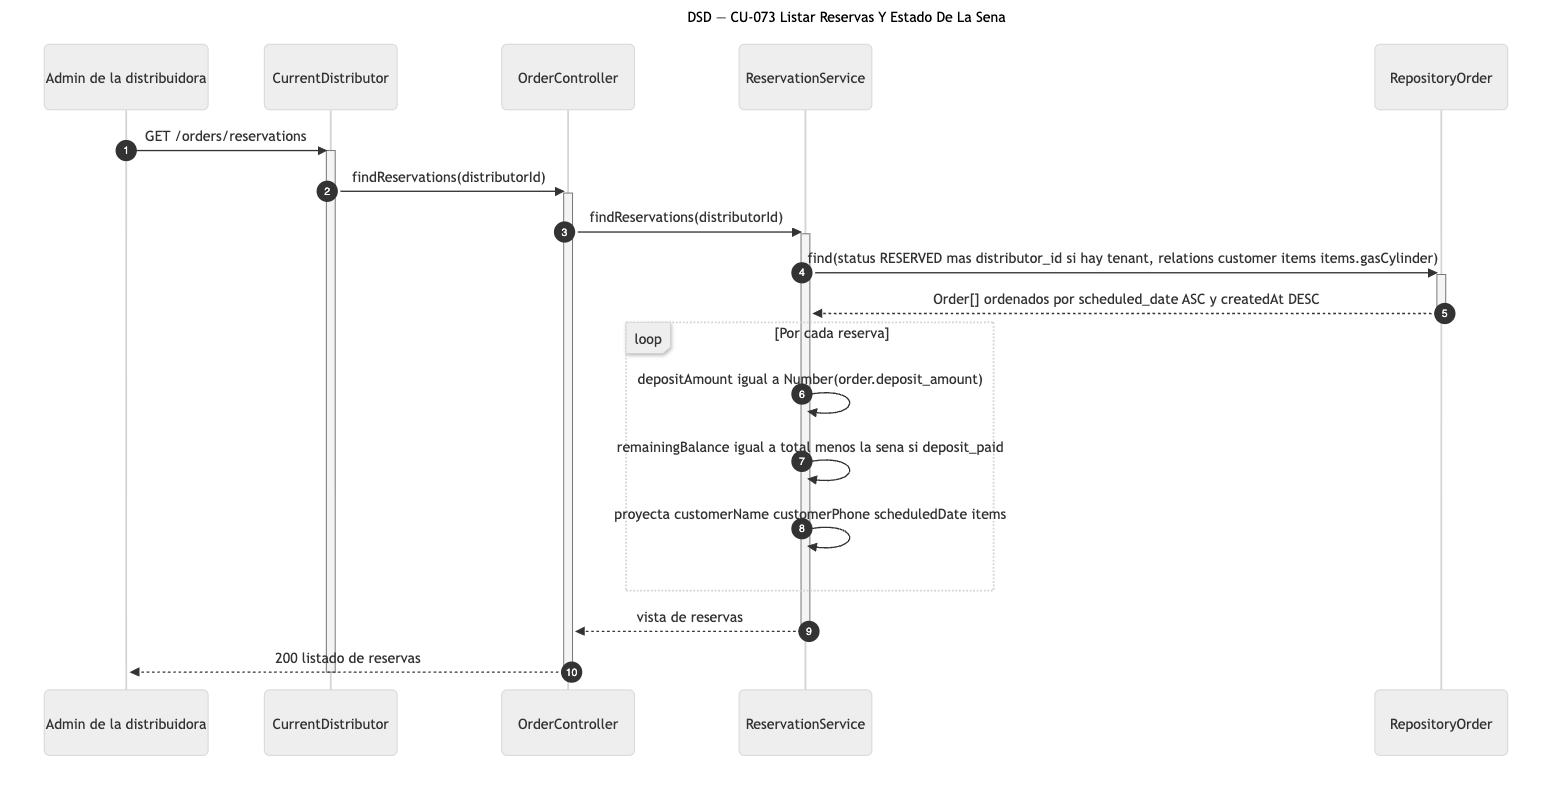 DSD — CU-073 Listar Reservas Y Estado De La Sena
Admin de la distribuidora
CurrentDistributor
OrderController
ReservationService
RepositoryOrder
GET /orders/reservations
1
findReservations(distributorId)
2
findReservations(distributorId)
3
find(status RESERVED mas distributor_id si hay tenant, relations customer items items.gasCylinder)
4
Order[] ordenados por scheduled_date ASC y createdAt DESC
5
loop
[Por cada reserva]
depositAmount igual a Number(order.deposit_amount)
6
remainingBalance igual a total menos la sena si deposit_paid
7
proyecta customerName customerPhone scheduledDate items
8
vista de reservas
9
200 listado de reservas
10
Admin de la distribuidora
CurrentDistributor
OrderController
ReservationService
RepositoryOrder